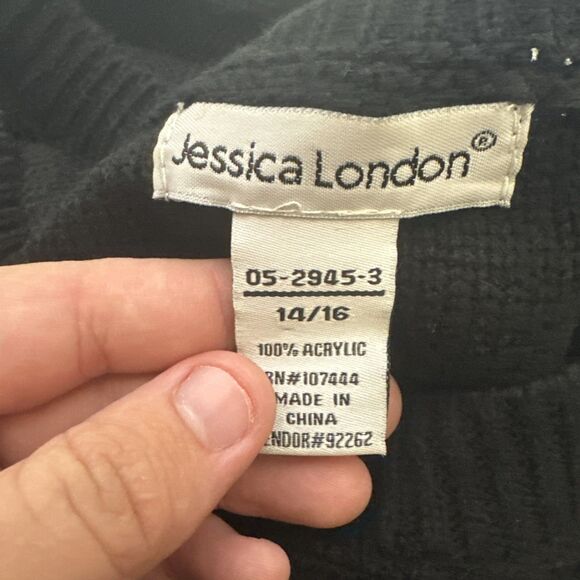 Jessica London®
05-2945-3
14/16
100% ACRYLIC
RN#107444
MADE IN
CHINA
ENDOR#92262